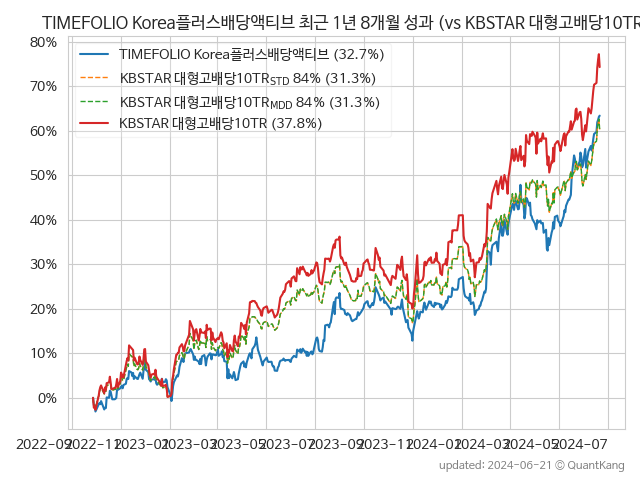 TIMEFOLIO Korea플러스배당액티브 최근 1년 8개월 성과 (vs KBSTAR 대형고배당10TR
80%
70%
60%
50%
40%
30%
20%
10%
0%
TIMEFOLIO Korea플러스배당액티브 (32.7%)
KBSTAR 대형고배당10TR_STD 84% (31.3%)
KBSTAR 대형고배당10TR_MDD 84% (31.3%)
KBSTAR 대형고배당10TR (37.8%)
2022-09 2022-11 2023-01 2023-03 2023-05 2023-07 2023-09 2023-11 2024-01 2024-03 2024-05 2024-07
updated: 2024-06-21 © QuantKang